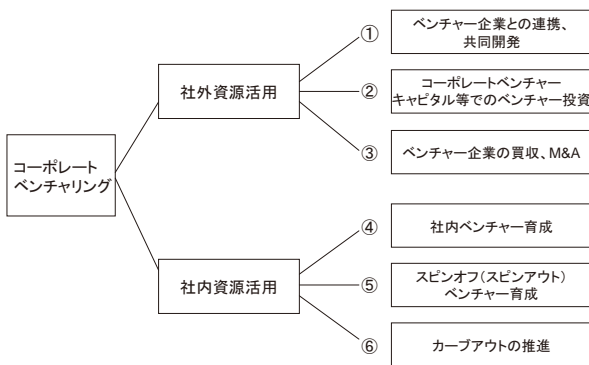 コーポレート
ベンチャリング
社外資源活用
①
ベンチャー企業との連携、
共同開発
②
コーポレートベンチャー
キャピタル等でのベンチャー投資
③
ベンチャー企業の買収、M&A
社内資源活用
④
社内ベンチャー育成
⑤
スピンオフ(スピンアウト)
ベンチャー育成
⑥
カーブアウトの推進